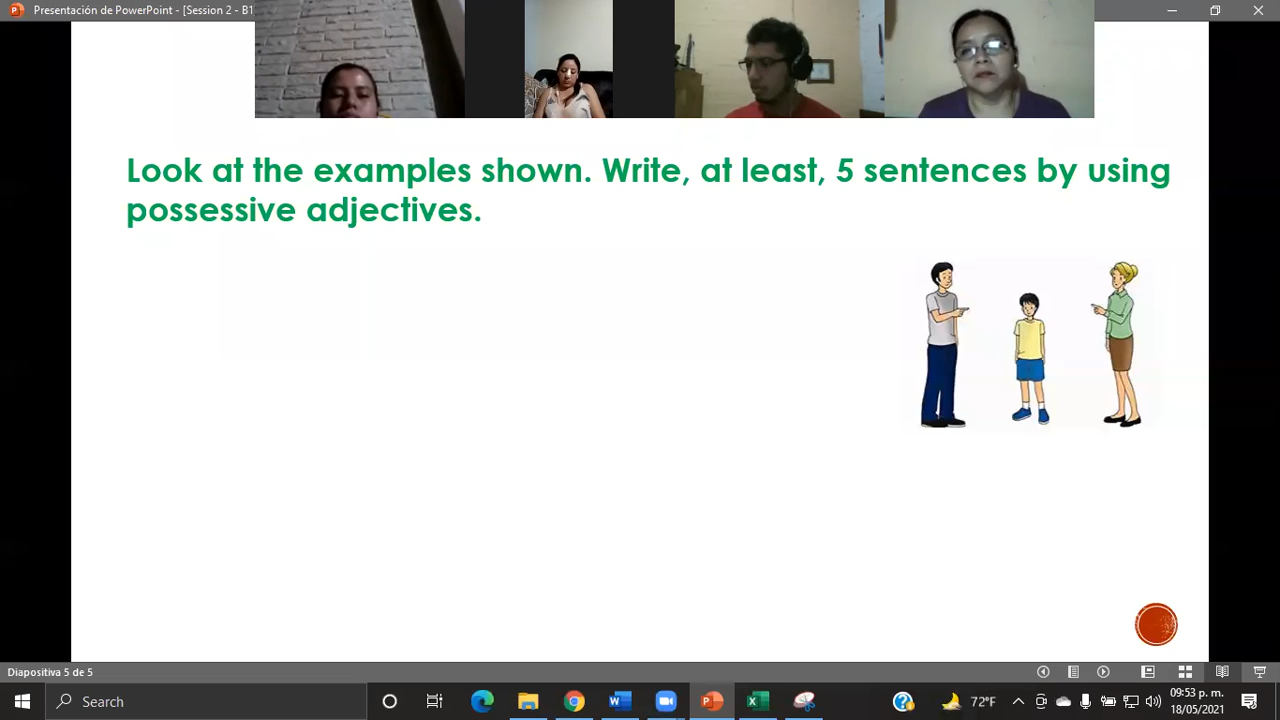 Presentación de PowerPoint - [Session 2 - B1
Look at the examples shown. Write, at least, 5 sentences by using
possessive adjectives.
Diapositiva 5 de 5
Search
72°F
09:53 p. m.
18/05/2021